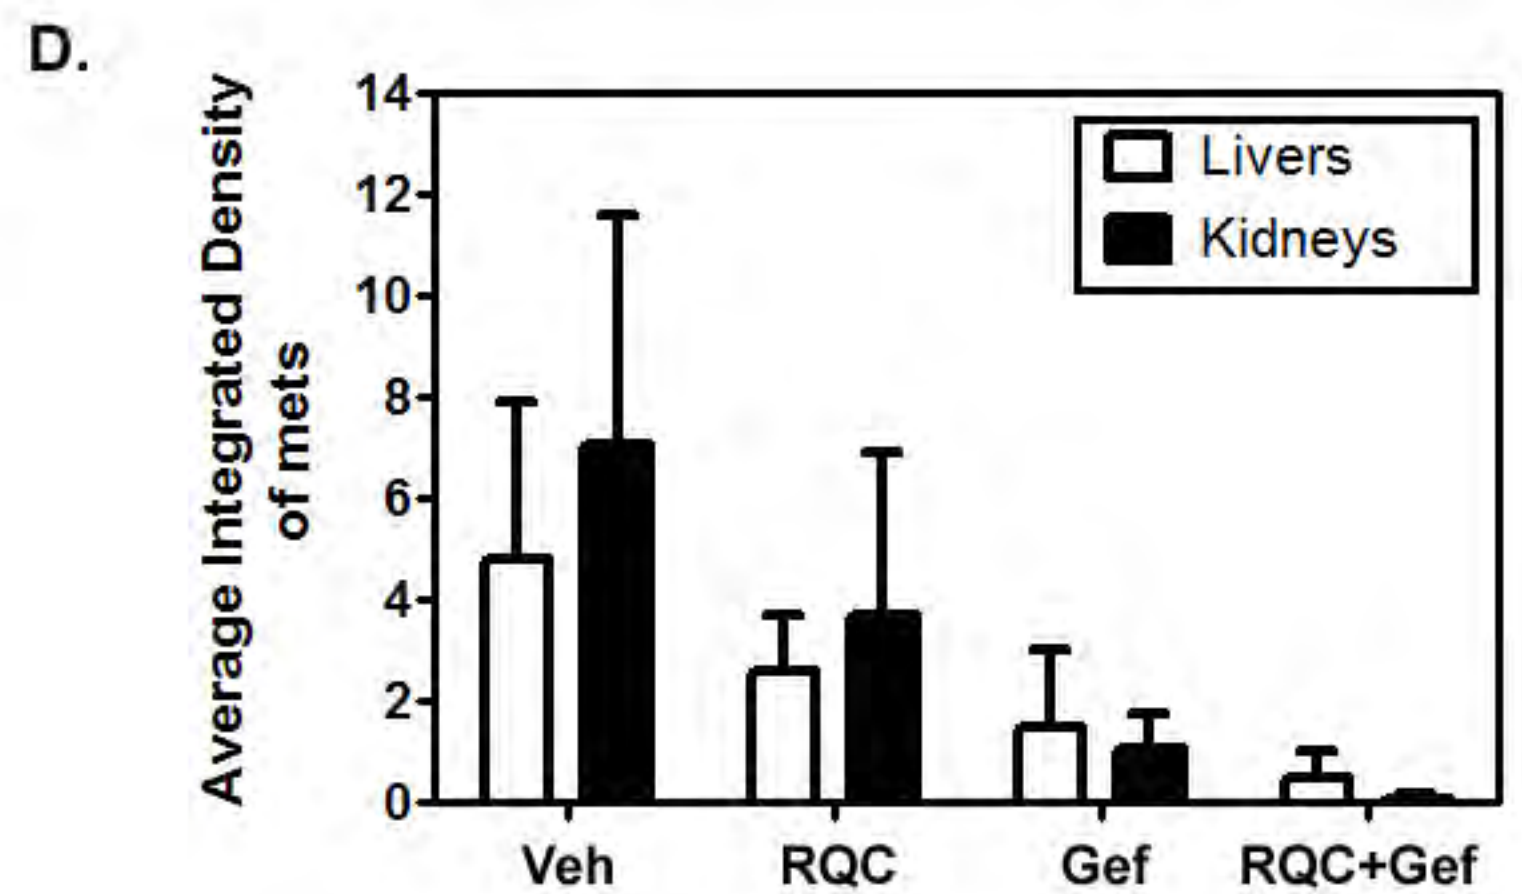 D.
Average Integrated Density
of mets
14
12
10
8
6
4
2
0
Livers
Kidneys
Veh
RQC
Gef
RQC+Gef